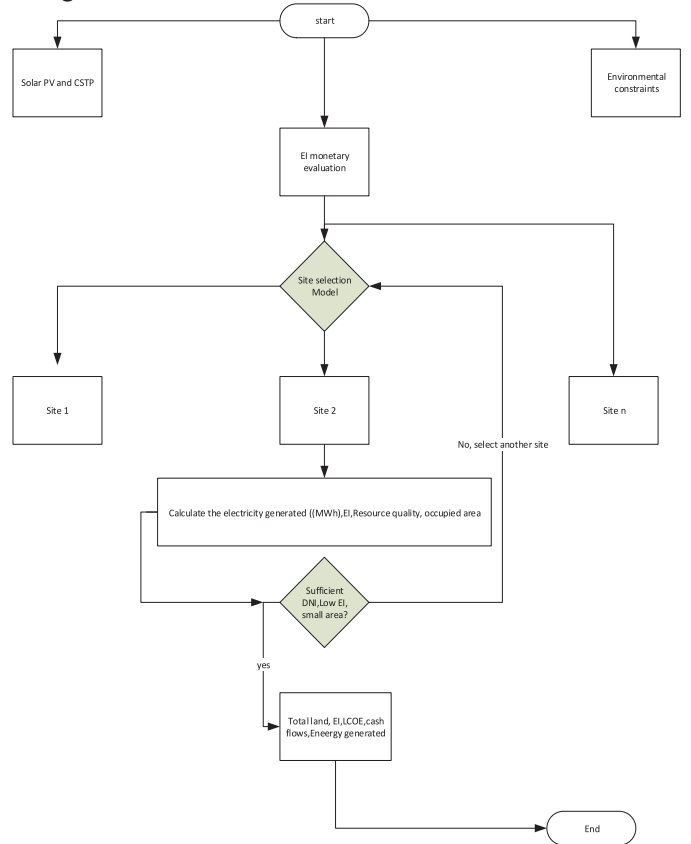 start
Solar PV and CSTP
Environmental
constraints
EI monetary
evaluation
Site selection
Model
Site 1
Site 2
Site n
No, select another site
Calculate the electricity generated ((MWh),EI,Resource quality, occupied area
Sufficient
DNI,Low EI,
small area?
yes
Total land, EI,LCOE,cash
flows,Eneergy generated
End